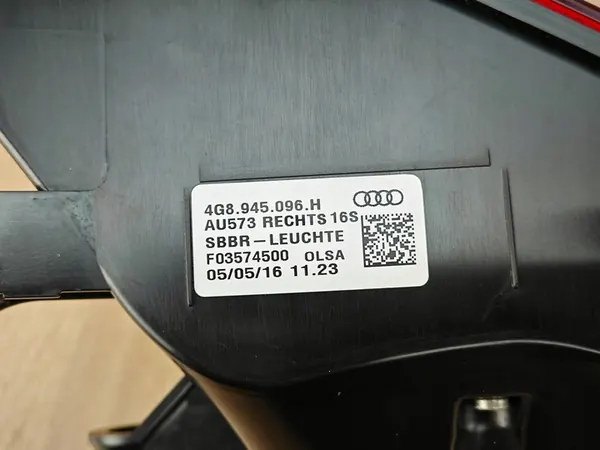 4G8.945.096.H
AU573 RECHTS 16S
SBBR-LEUCHTE
F03574500 OLSA
05/05/16 11.23